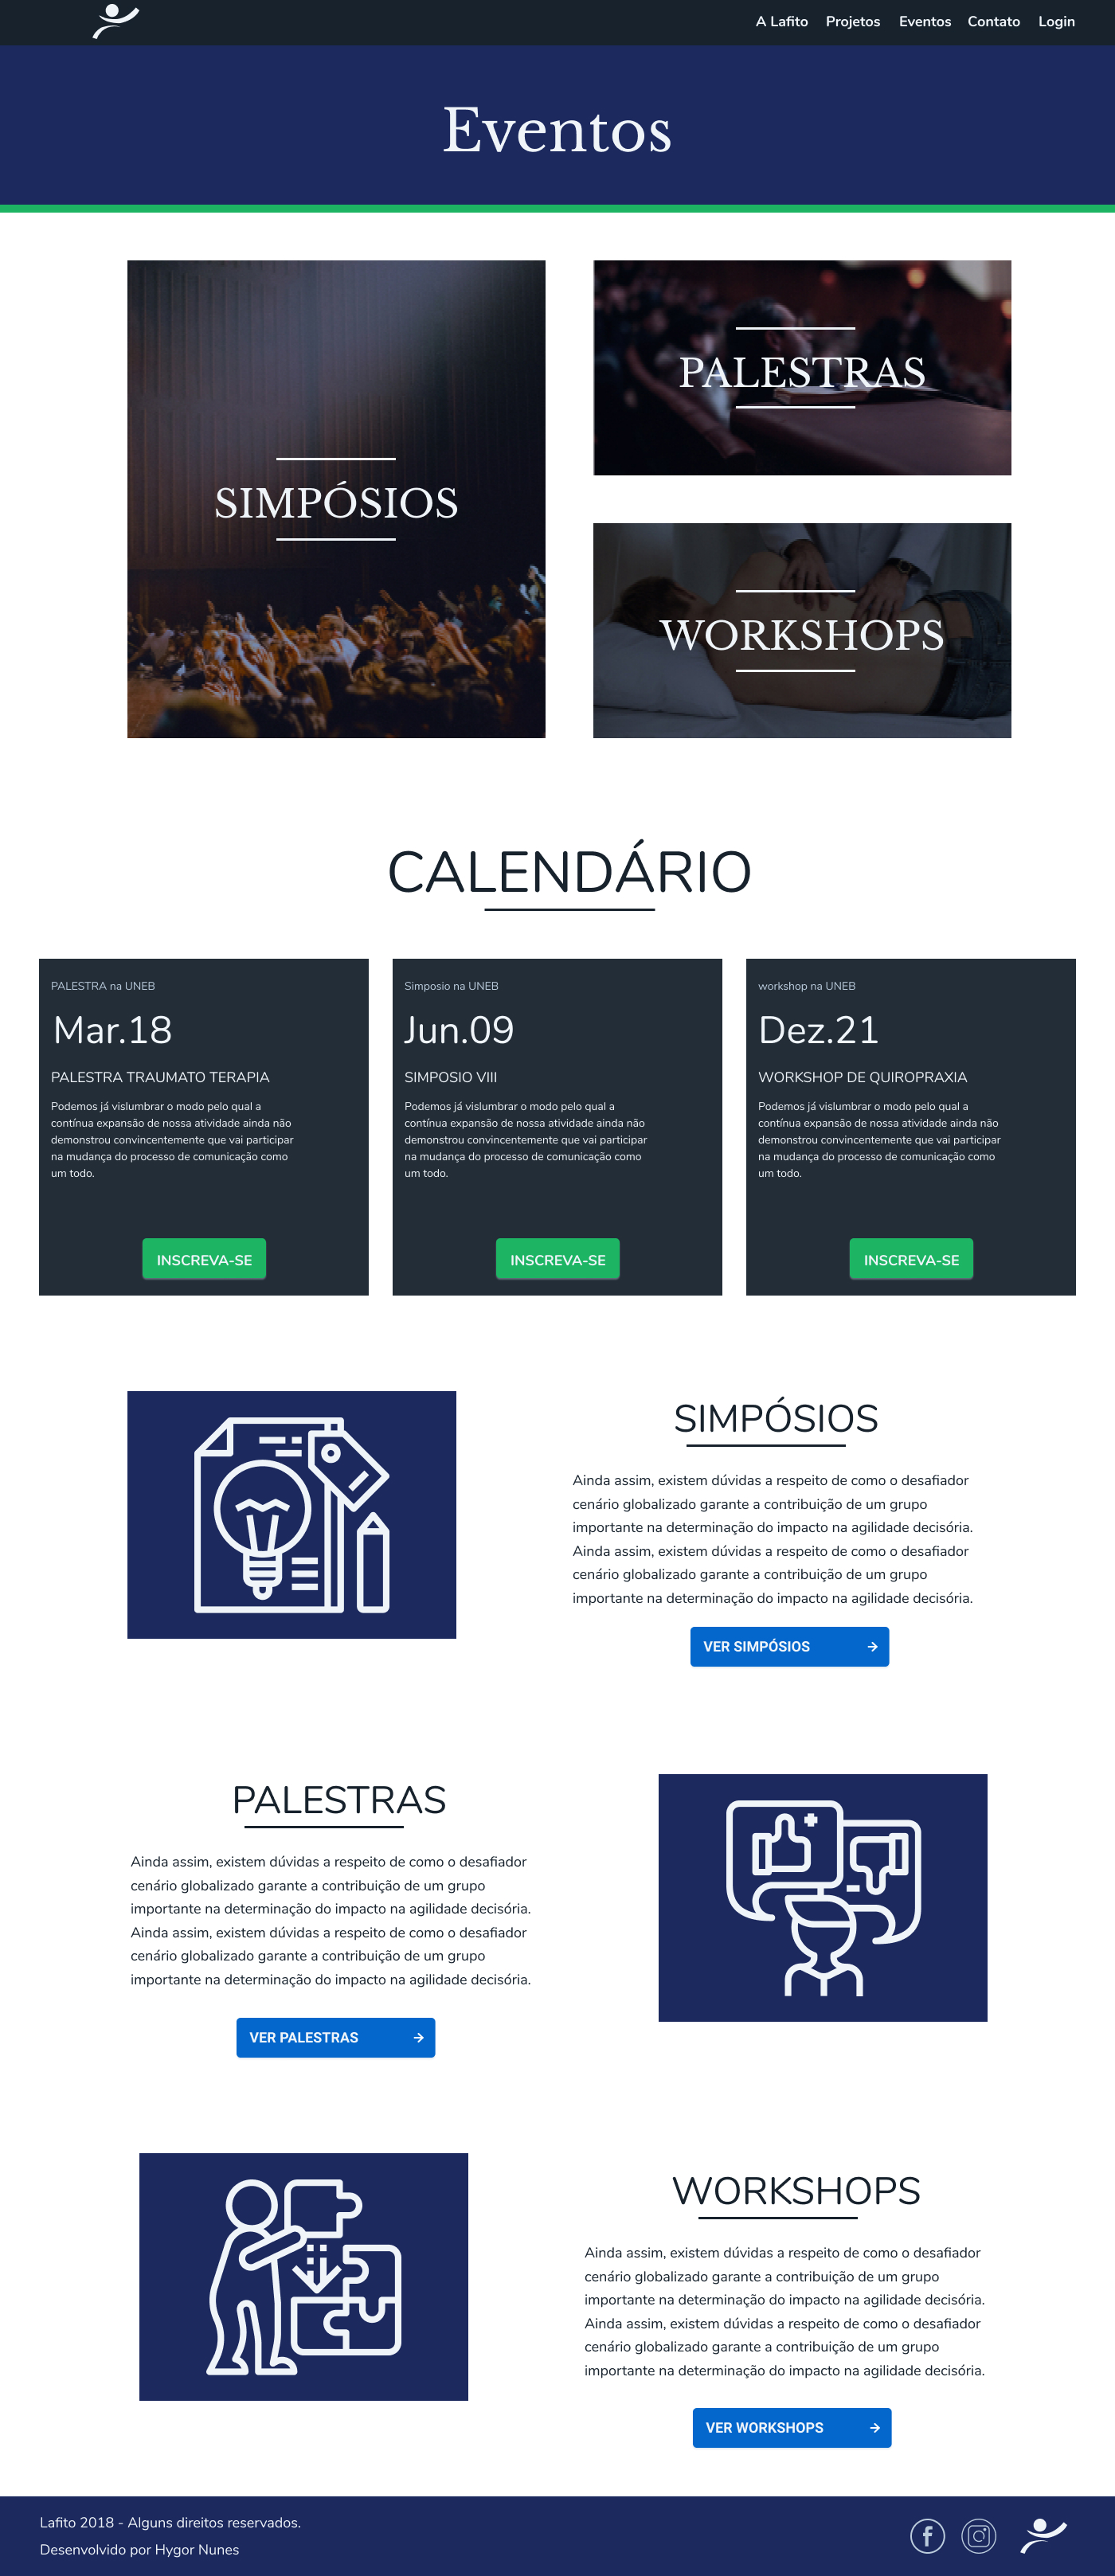 A Lafito Projetos Eventos Contato Login
Eventos
SIMPÓSIOS
PALESTRAS
WORKSHOPS
CALENDÁRIO
PALESTRA na UNEB
Mar.18
PALESTRA TRAUMATO TERAPIA
Podemos já vislumbrar o modo pelo qual a
contínua expansão de nossa atividade ainda não
demonstrou convincentemente que vai participar
na mudança do processo de comunicação como
um todo.
INSCREVA-SE
Simposio na UNEB
Jun.09
SIMPOSIO VIII
Podemos já vislumbrar o modo pelo qual a
contínua expansão de nossa atividade ainda não
demonstrou convincentemente que vai participar
na mudança do processo de comunicação como
um todo.
INSCREVA-SE
workshop na UNEB
Dez.21
WORKSHOP DE QUIROPRAXIA
Podemos já vislumbrar o modo pelo qual a
contínua expansão de nossa atividade ainda não
demonstrou convincentemente que vai participar
na mudança do processo de comunicação como
um todo.
INSCREVA-SE
SIMPÓSIOS
Ainda assim, existem dúvidas a respeito de como o desafiador
cenário globalizado garante a contribuição de um grupo
importante na determinação do impacto na agilidade decisória.
Ainda assim, existem dúvidas a respeito de como o desafiador
cenário globalizado garante a contribuição de um grupo
importante na determinação do impacto na agilidade decisória.
VER SIMPÓSIOS
PALESTRAS
Ainda assim, existem dúvidas a respeito de como o desafiador
cenário globalizado garante a contribuição de um grupo
importante na determinação do impacto na agilidade decisória.
Ainda assim, existem dúvidas a respeito de como o desafiador
cenário globalizado garante a contribuição de um grupo
importante na determinação do impacto na agilidade decisória.
VER PALESTRAS
WORKSHOPS
Ainda assim, existem dúvidas a respeito de como o desafiador
cenário globalizado garante a contribuição de um grupo
importante na determinação do impacto na agilidade decisória.
Ainda assim, existem dúvidas a respeito de como o desafiador
cenário globalizado garante a contribuição de um grupo
importante na determinação do impacto na agilidade decisória.
VER WORKSHOPS
Lafito 2018 - Alguns direitos reservados.
Desenvolvido por Hygor Nunes